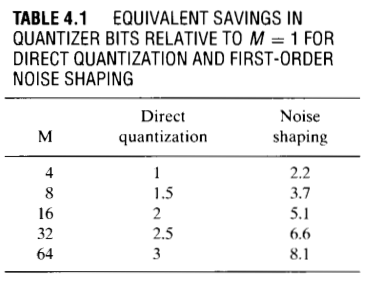 TABLE 4.1 EQUIVALENT SAVINGS IN
QUANTIZER BITS RELATIVE TO M = 1 FOR
DIRECT QUANTIZATION AND FIRST-ORDER
NOISE SHAPING
Direct Noise
M quantization shaping
4 1 2.2
8 1.5 3.7
16 2 5.1
32 2.5 6.6
64 3 8.1